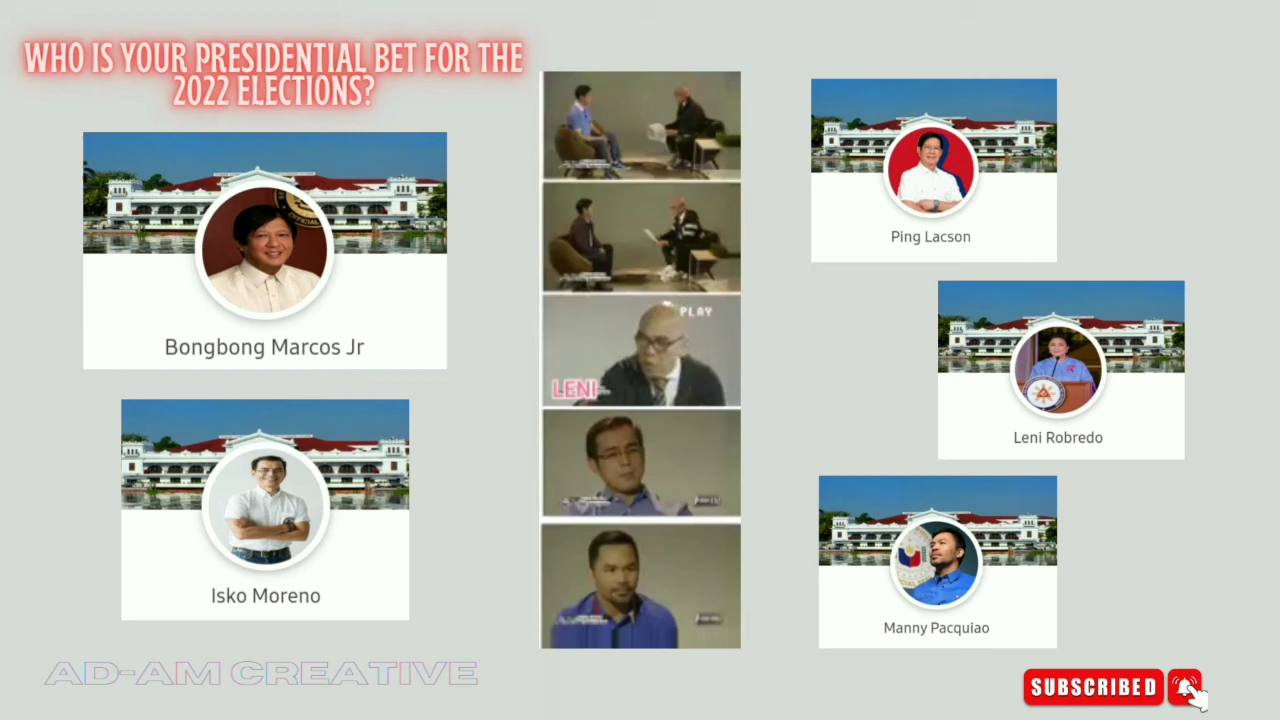 WHO IS YOUR PRESIDENTIAL BET FOR THE
2022 ELECTIONS?
Bongbong Marcos Jr
Isko Moreno
PLAY
LENI
Ping Lacson
Leni Robredo
Manny Pacquiao
AD-AM CREATIVE
SUBSCRIBED